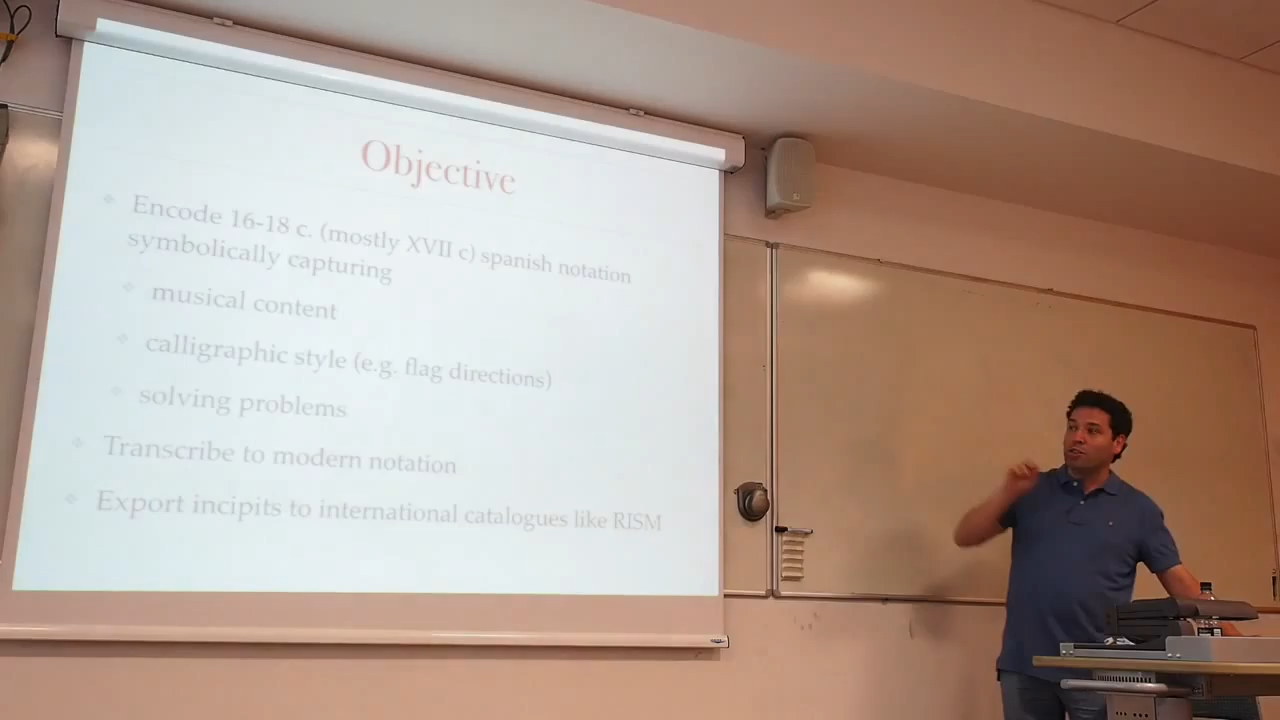 Objective
Encode 16-18 c. (mostly XVII c) spanish notation
symbolically capturing
musical content
calligraphic style (e.g. flag directions)
solving problems
Transcribe to modern notation
Export incipits to international catalogues like RISM